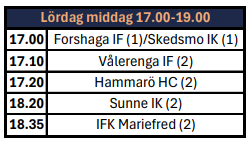 Lördag middag 17.00-19.00
17.00 Forshaga IF (1)/Skedsmo IK (1)
17.10 Vålerenga IF (2)
17.20 Hammarö HC (2)
18.20 Sunne IK (2)
18.35 IFK Mariefred (2)